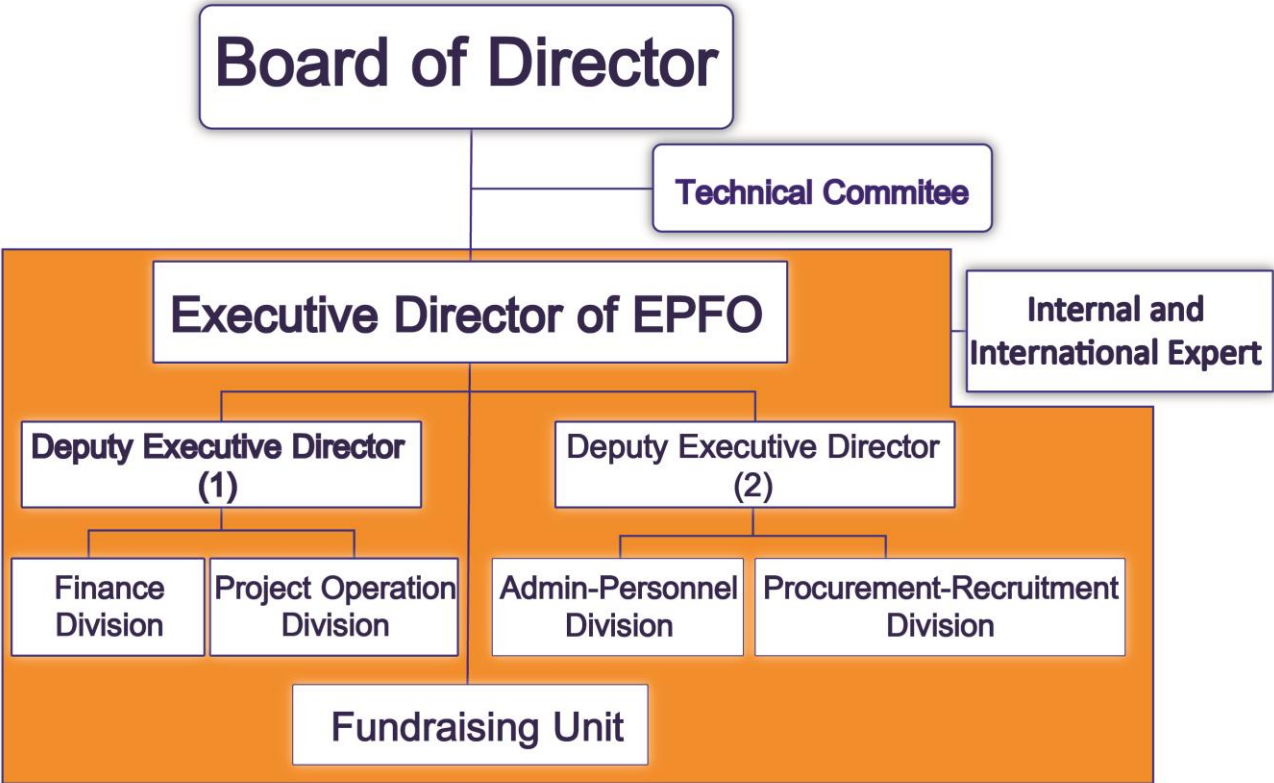 Board of Director
Technical Commitee
Executive Director of EPFO
Internal and
International Expert
Deputy Executive Director
(1)
Deputy Executive Director
(2)
Finance
Division
Project Operation
Division
Admin-Personnel
Division
Procurement-Recruitment
Division
Fundraising Unit